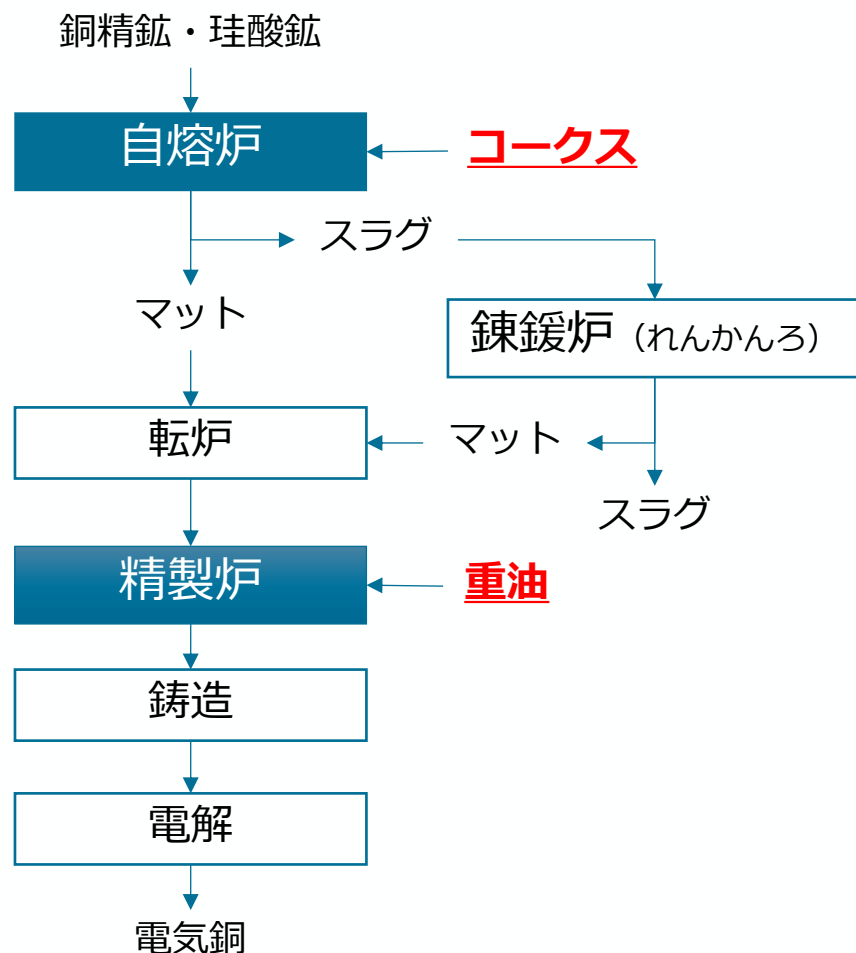 銅精鉱・珪酸鉱
自熔炉
コークス
スラグ
マット
錬鍰炉（れんかんろ）
転炉
マット
スラグ
精製炉
重油
鋳造
電解
電気銅